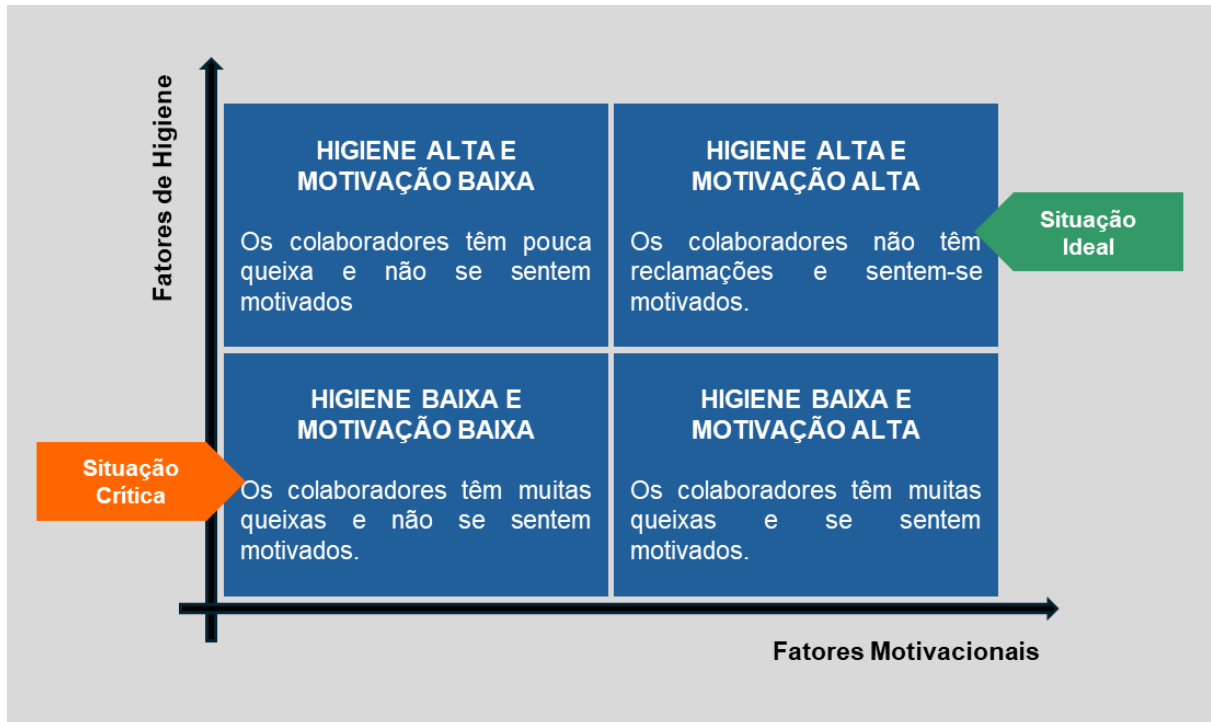 Fatores de Higiene
HIGIENE ALTA E
MOTIVAÇÃO BAIXA
Os colaboradores têm pouca
queixa e não se sentem
motivados
HIGIENE ALTA E
MOTIVAÇÃO ALTA
Os colaboradores não têm
reclamações e sentem-se
motivados.
Situação
Ideal
Situação
Crítica
HIGIENE BAIXA E
MOTIVAÇÃO BAIXA
Os colaboradores têm muitas
queixas e não se sentem
motivados.
HIGIENE BAIXA E
MOTIVAÇÃO ALTA
Os colaboradores têm muitas
queixas e se sentem
motivados.
Fatores Motivacionais